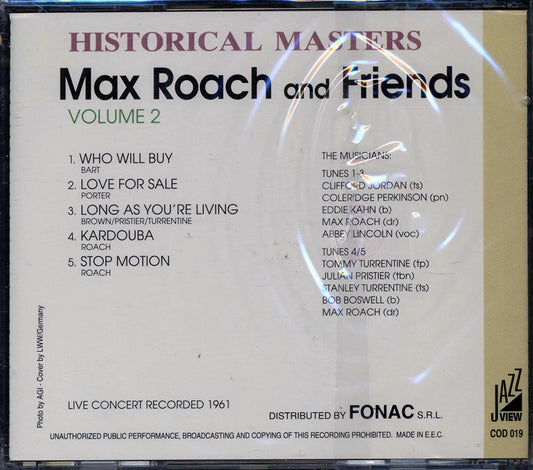 HISTORICAL MASTERS
Max Roach and Friends
VOLUME 2
1. WHO WILL BUY
BART
2. LOVE FOR SALE
PORTER
3. LONG AS YOU'RE LIVING
BROWN/PRISTIER/TURRENTINE
4. KARDOUBA
ROACH
5. STOP MOTION
ROACH
THE MUSICIANS:
TUNES 1-3
CLIFFORD JORDAN (ts)
COLERIDGE PERKINSON (pn)
EDDIE KAHN (b)
MAX ROACH (dr)
ABBEY LINCOLN (voc)
TUNES 4/5
TOMMY TURRENTINE (tp)
JULIAN PRISTIER (tbn)
STANLEY TURRENTINE (ts)
BOB BOSWELL (b)
MAX ROACH (dr)
Photo by AGI - Cover by LWW/Germany
LIVE CONCERT RECORDED 1961
DISTRIBUTED BY FONAC S.R.L.
UNAUTHORIZED PUBLIC PERFORMANCE, BROADCASTING AND COPYING OF THIS RECORDING PROHIBITED. MADE IN E.E.C.
JAZZ
VIEW
COD 019